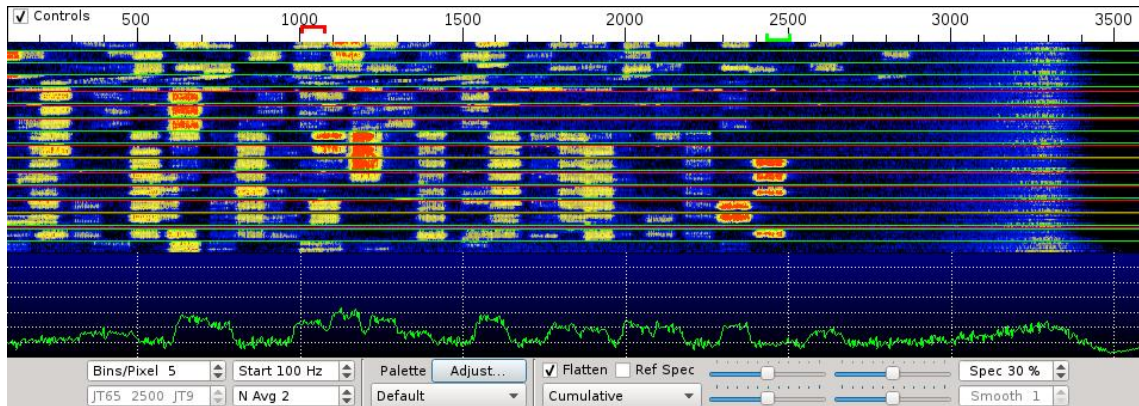 Controls 500 1000 1500 2000 2500 3000 3500
Bins/Pixel 5 Start 100 Hz Palette Adjust... Flatten Ref Spec Spec 30 %
JT65 2500 JT9 N Avg 2 Default Cumulative Smooth 1